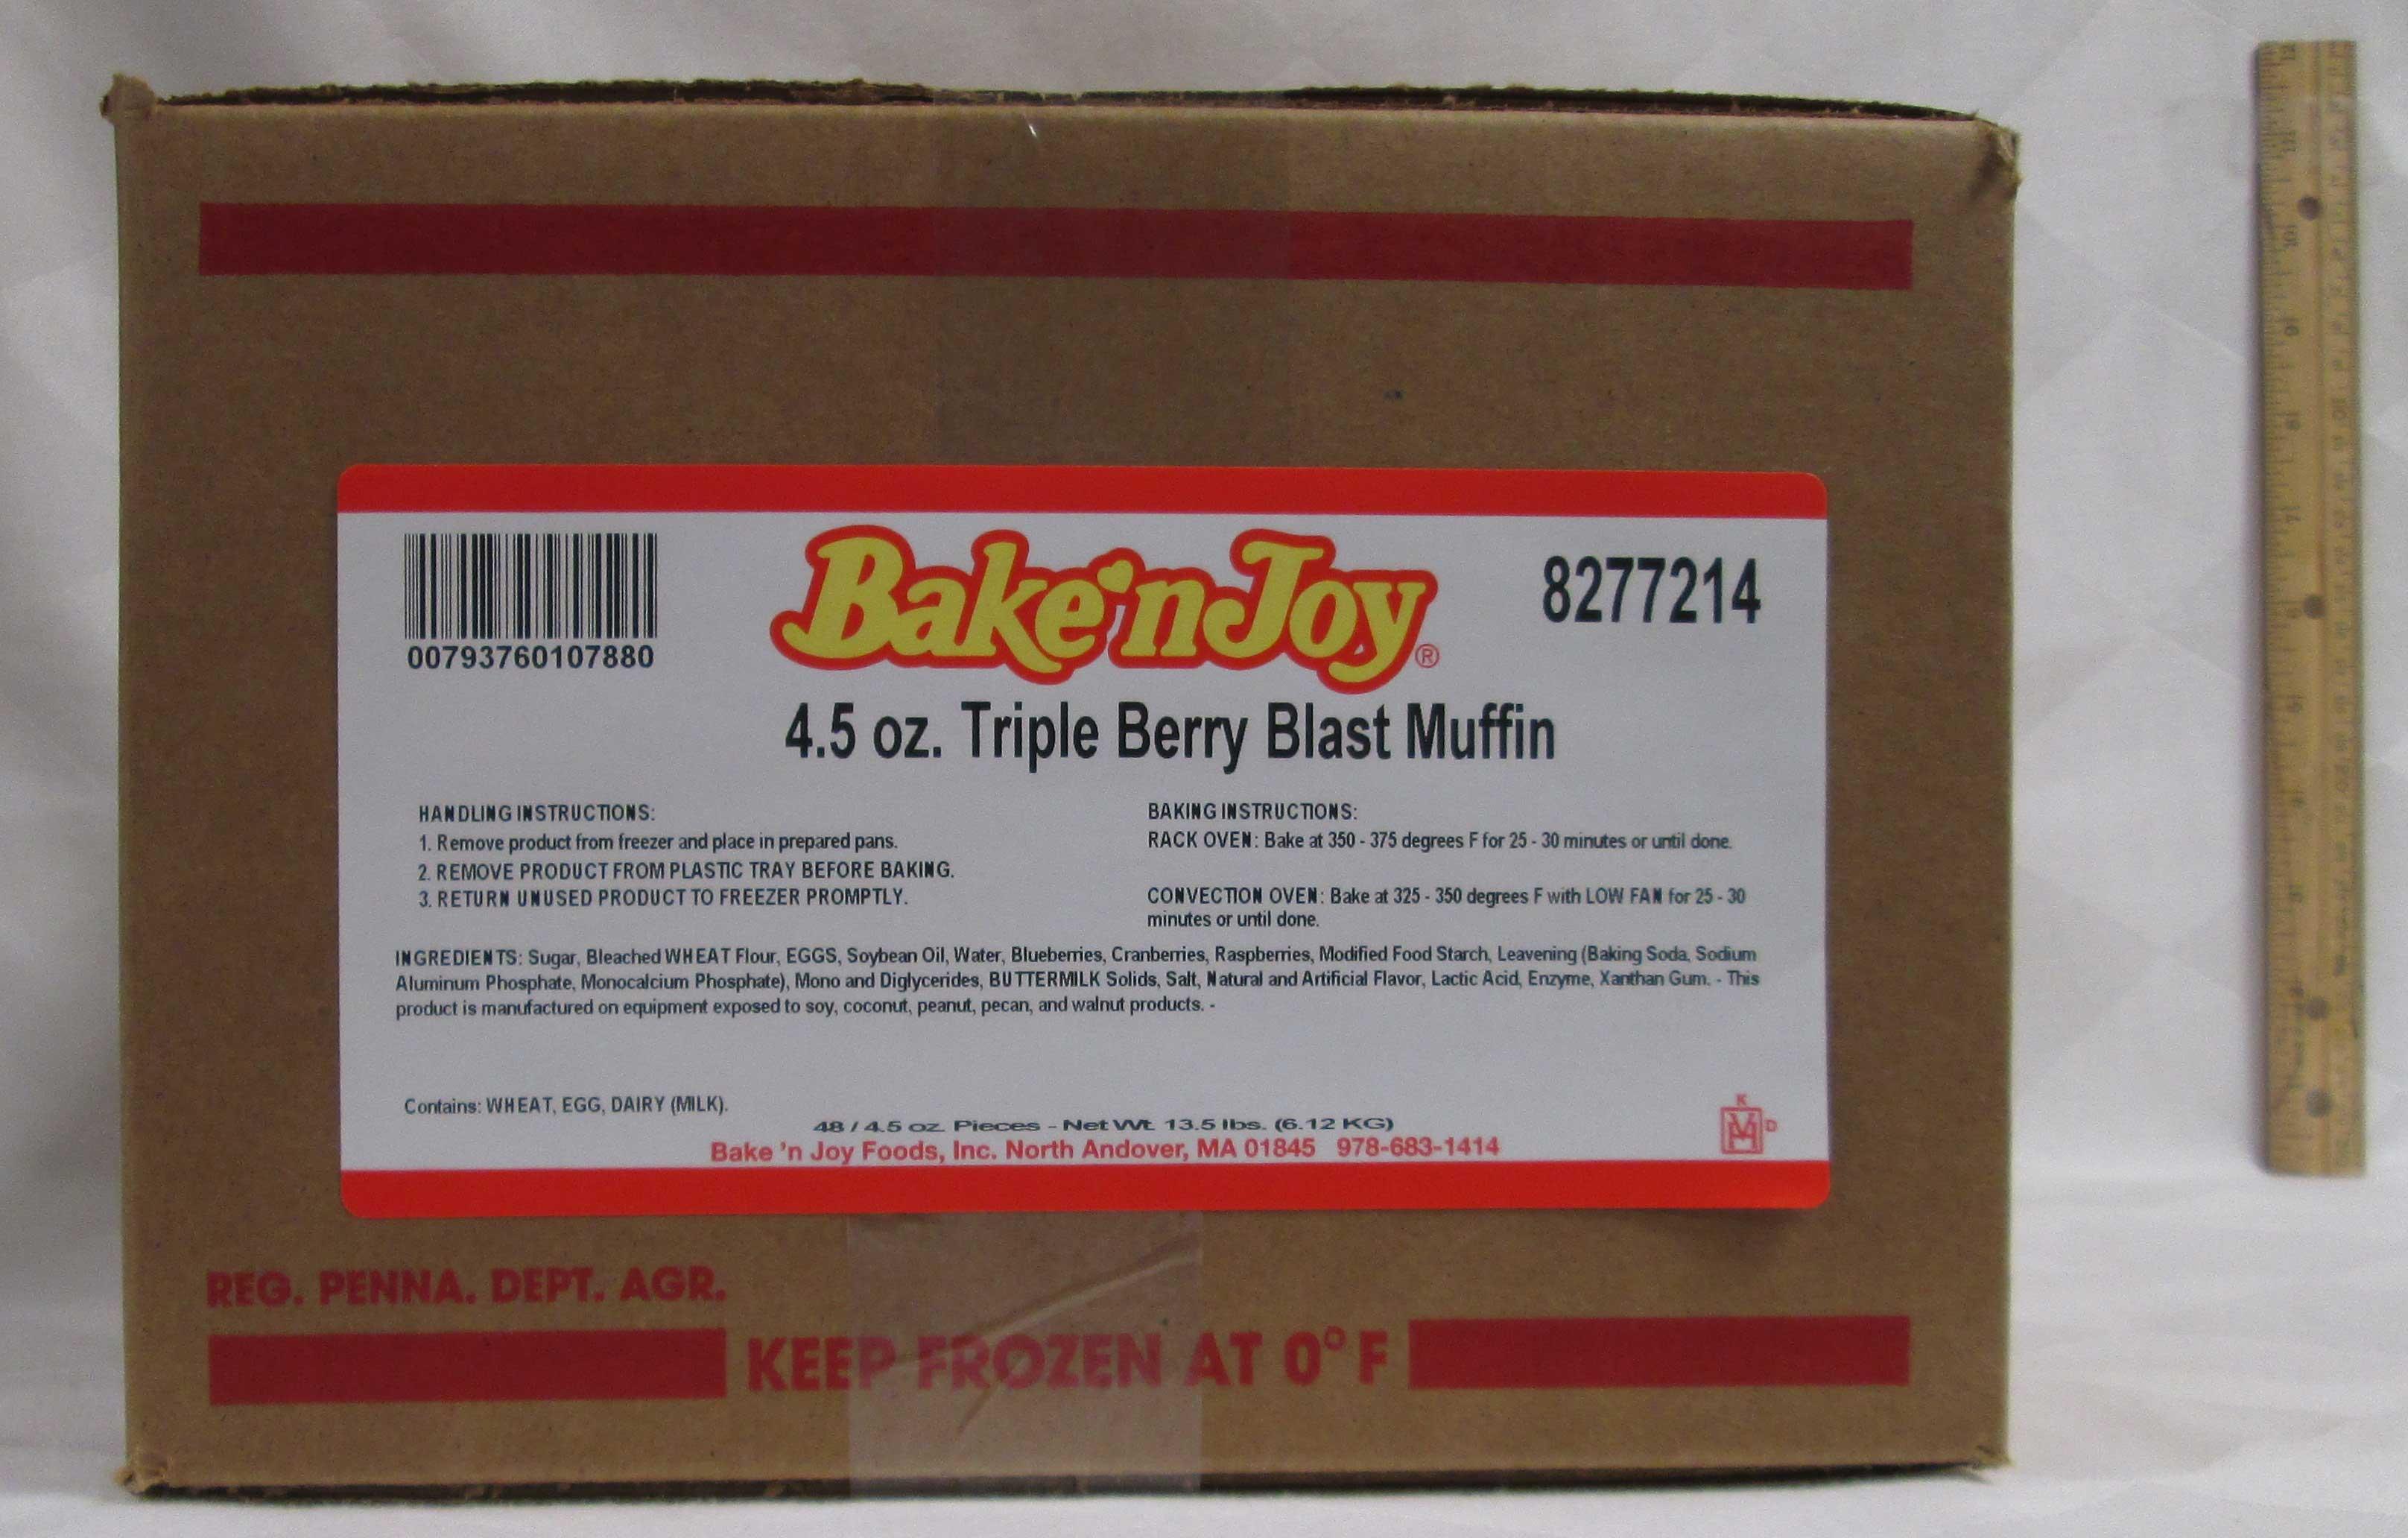 Bake'n Joy®
8277214
00793760107880
4.5 oz. Triple Berry Blast Muffin
HANDLING INSTRUCTIONS:
1. Remove product from freezer and place in prepared pans.
2. REMOVE PRODUCT FROM PLASTIC TRAY BEFORE BAKING.
3. RETURN UNUSED PRODUCT TO FREEZER PROMPTLY.
BAKING INSTRUCTIONS:
RACK OVEN: Bake at 350 - 375 degrees F for 25 - 30 minutes or until done.
CONVECTION OVEN: Bake at 325 - 350 degrees F with LOW FAN for 25 - 30
minutes or until done.
INGREDIENTS: Sugar, Bleached WHEAT Flour, EGGS, Soybean Oil, Water, Blueberries, Cranberries, Raspberries, Modified Food Starch, Leavening (Baking Soda, Sodium
Aluminum Phosphate, Monocalcium Phosphate), Mono and Diglycerides, BUTTERMILK Solids, Salt, Natural and Artificial Flavor, Lactic Acid, Enzyme, Xanthan Gum. - This
product is manufactured on equipment exposed to soy, coconut, peanut, pecan, and walnut products. -
Contains: WHEAT, EGG, DAIRY (MILK).
48 / 4.5 oz. Pieces - Net Wt. 13.5 lbs. (6.12 KG)
Bake 'n Joy Foods, Inc. North Andover, MA 01845 978-683-1414
K
D
REG. PENNA. DEPT. AGR.
KEEP FROZEN AT 0° F